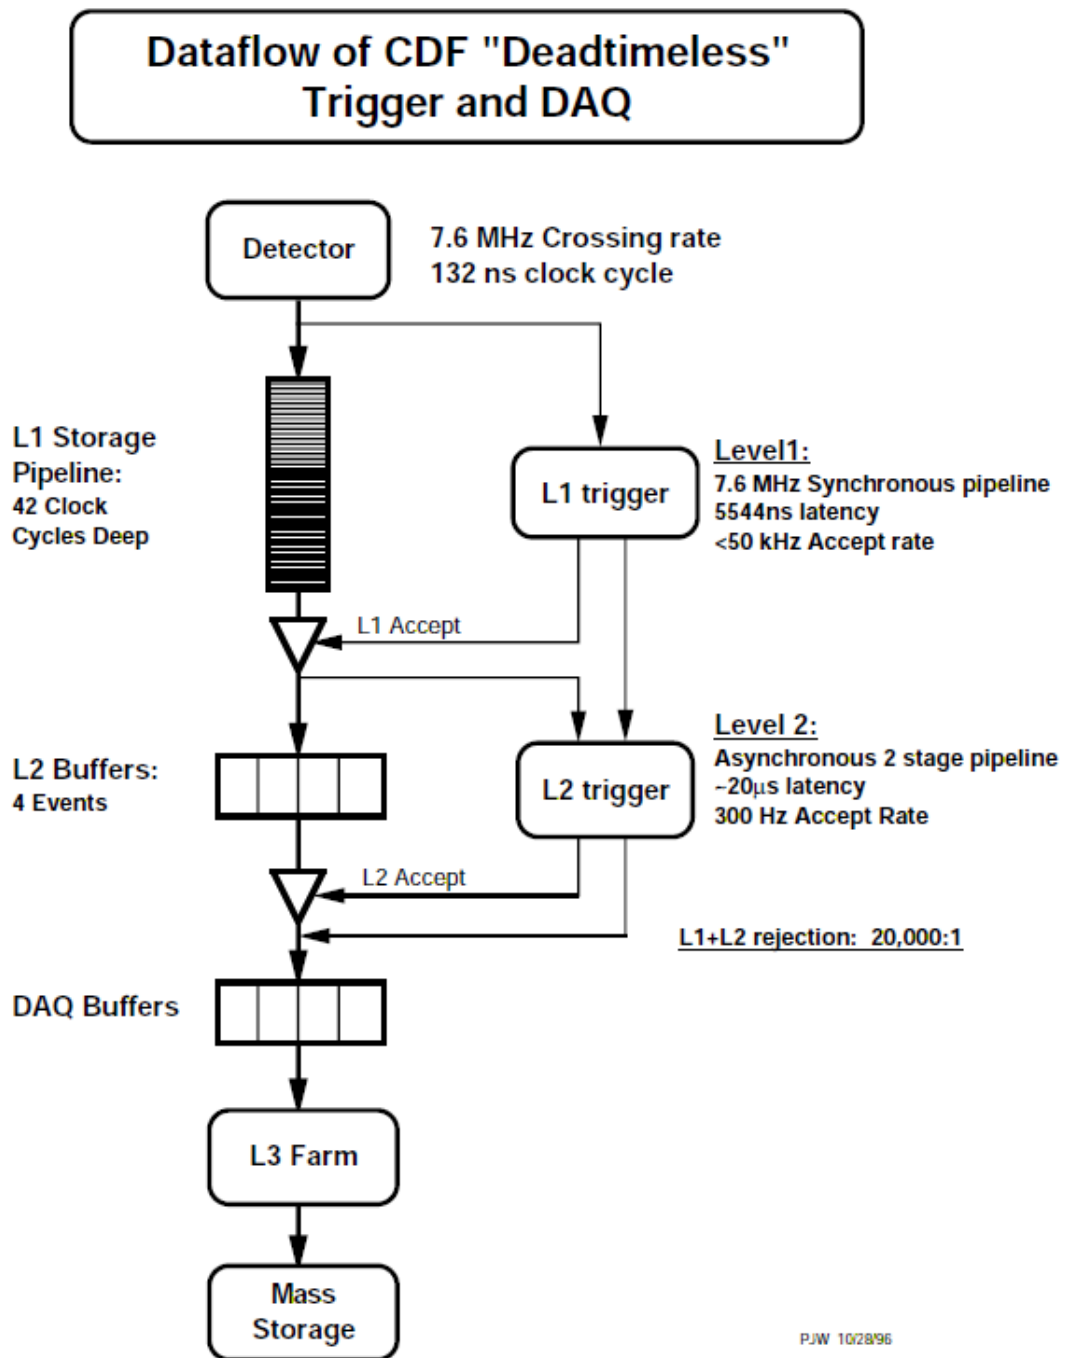 Dataflow of CDF "Deadtimeless"
Trigger and DAQ
Detector
7.6 MHz Crossing rate
132 ns clock cycle
L1 Storage
Pipeline:
42 Clock
Cycles Deep
L1 trigger
Level1:
7.6 MHz Synchronous pipeline
5544ns latency
<50 kHz Accept rate
L1 Accept
L2 Buffers:
4 Events
L2 trigger
Level 2:
Asynchronous 2 stage pipeline
~20µs latency
300 Hz Accept Rate
L2 Accept
L1+L2 rejection: 20,000:1
DAQ Buffers
L3 Farm
Mass
Storage
PJW 10/28/96